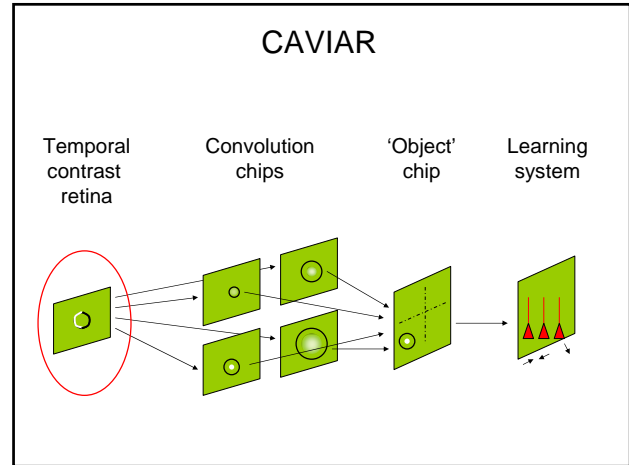 CAVIAR
Temporal
contrast
retina
Convolution
chips
‘Object’
chip
Learning
system